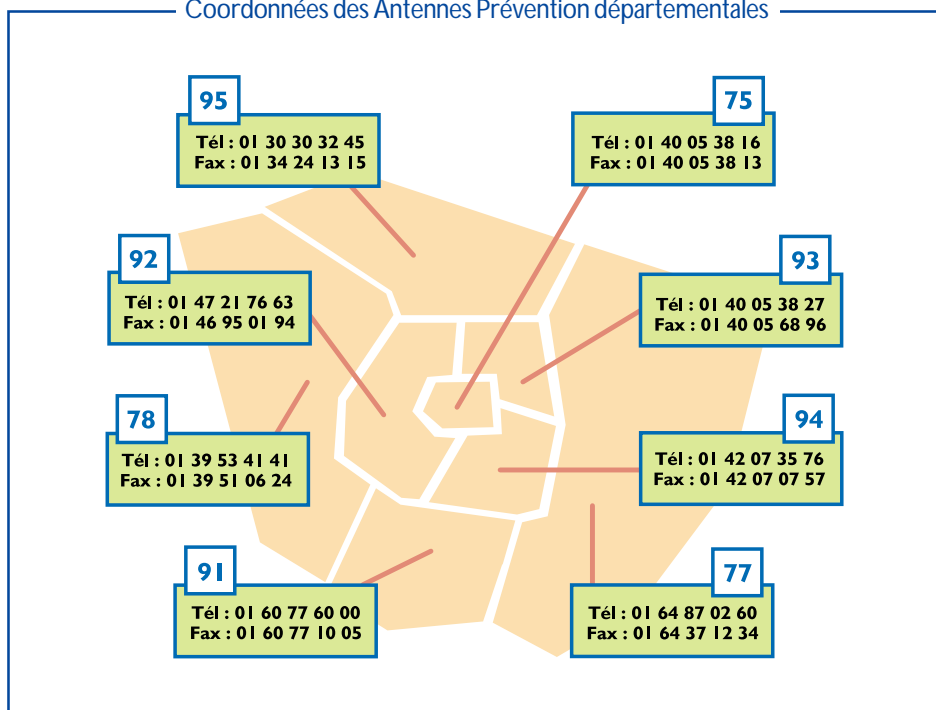 Coordonnées des Antennes Prévention départementales
95
Tél : 01 30 30 32 45
Fax : 01 34 24 13 15
75
Tél : 01 40 05 38 16
Fax : 01 40 05 38 13
92
Tél : 01 47 21 76 63
Fax : 01 46 95 01 94
93
Tél : 01 40 05 38 27
Fax : 01 40 05 68 96
78
Tél : 01 39 53 41 41
Fax : 01 39 51 06 24
94
Tél : 01 42 07 35 76
Fax : 01 42 07 07 57
91
Tél : 01 60 77 60 00
Fax : 01 60 77 10 05
77
Tél : 01 64 87 02 60
Fax : 01 64 37 12 34